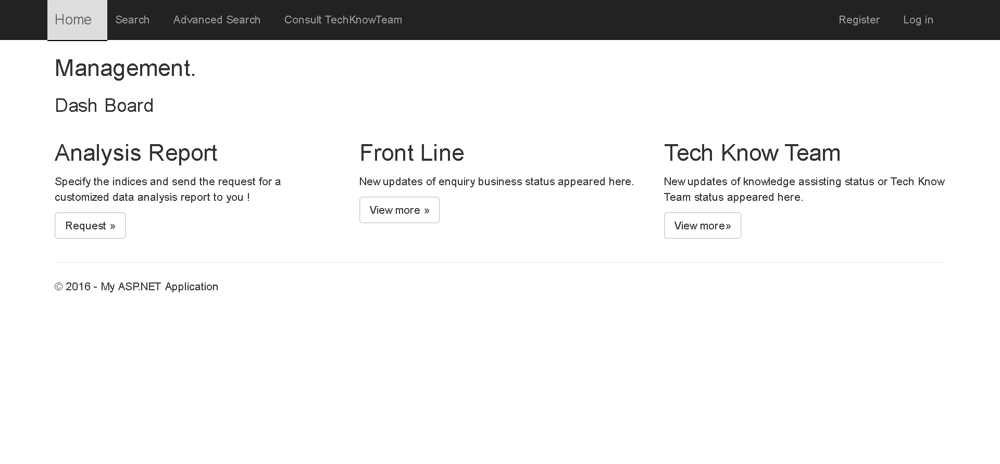 Home Search Advanced Search Consult TechKnowTeam Register Log in
Management.
Dash Board
Analysis Report
Specify the indices and send the request for a
customized data analysis report to you !
Request »
Front Line
New updates of enquiry business status appeared here.
View more »
Tech Know Team
New updates of knowledge assisting status or Tech Know
Team status appeared here.
View more»
© 2016 - My ASP.NET Application